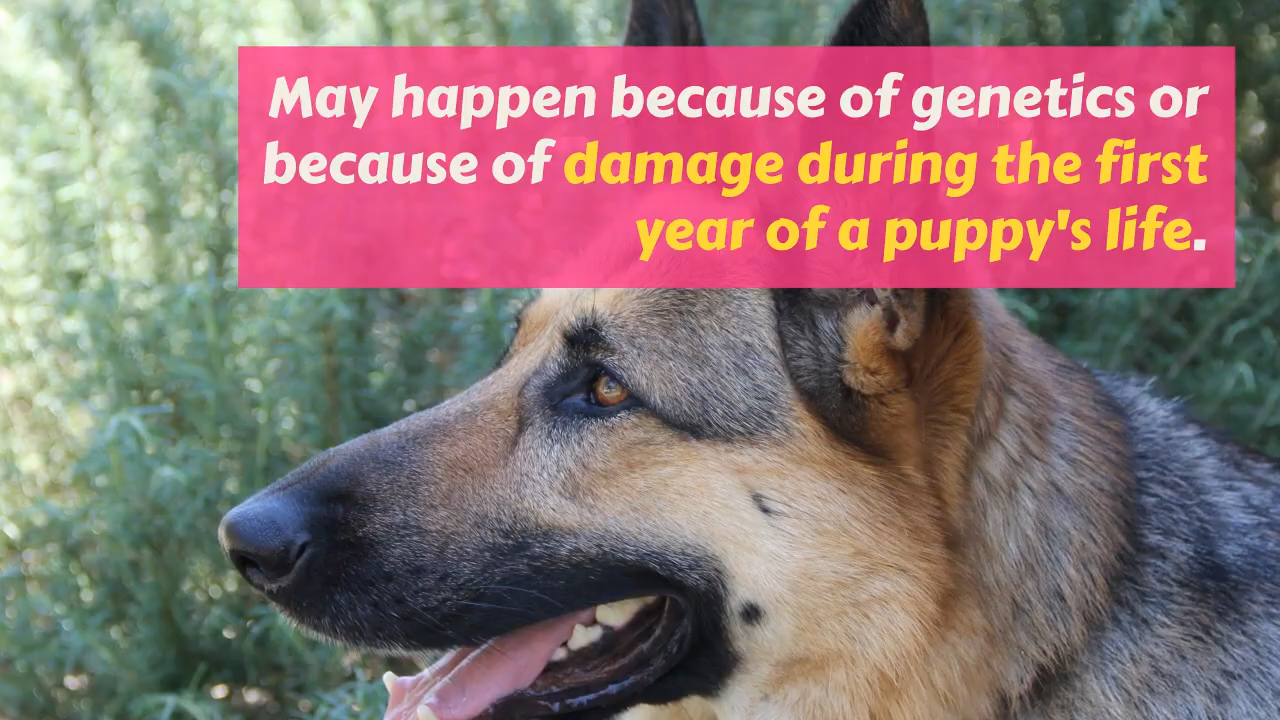 May happen because of genetics or
because of damage during the first
year of a puppy's life.